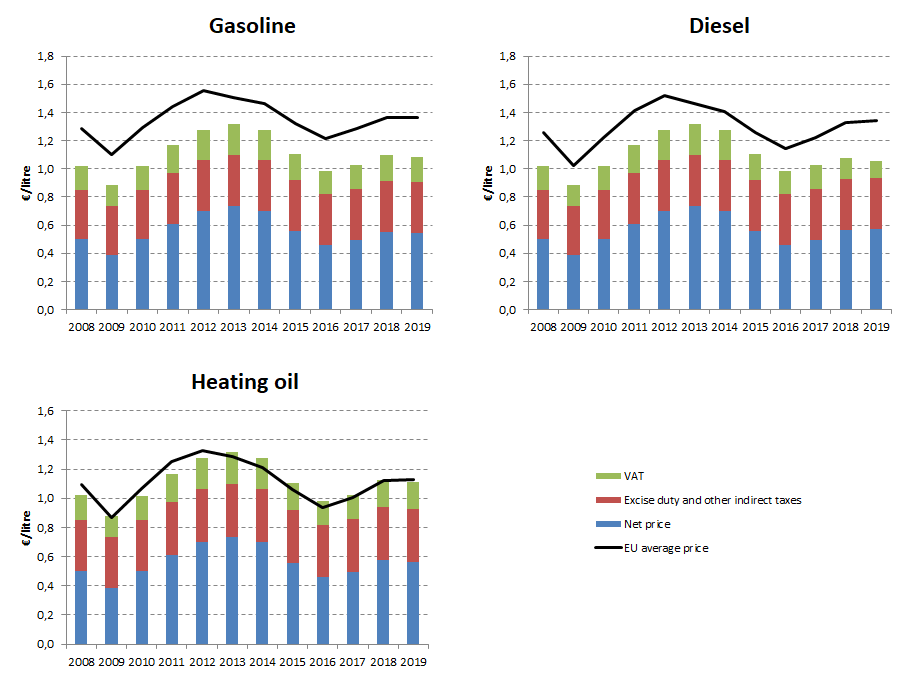 Gasoline
1,8
1,6
1,4
1,2
1,0
0,8
0,6
0,4
0,2
0,0
€/litre
2008 2009 2010 2011 2012 2013 2014 2015 2016 2017 2018 2019
Diesel
1,8
1,6
1,4
1,2
1,0
0,8
0,6
0,4
0,2
0,0
€/litre
2008 2009 2010 2011 2012 2013 2014 2015 2016 2017 2018 2019
Heating oil
1,6
1,4
1,2
1,0
0,8
0,6
0,4
0,2
0,0
€/litre
2008 2009 2010 2011 2012 2013 2014 2015 2016 2017 2018 2019
VAT
Excise duty and other indirect taxes
Net price
EU average price